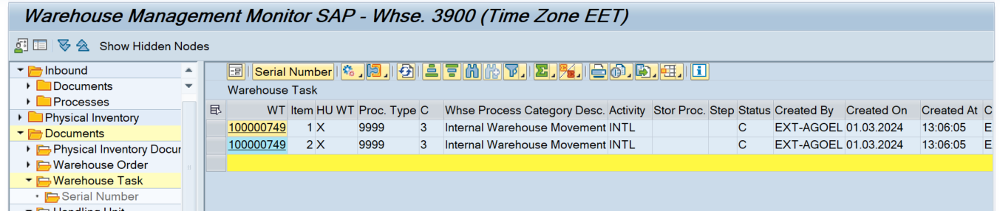 Warehouse Management Monitor SAP - Whse. 3900 (Time Zone EET)
Show Hidden Nodes
Inbound
Documents
Processes
Physical Inventory
Documents
Physical Inventory Docur
Warehouse Order
Warehouse Task
Serial Number
Handling Unit
Serial Number
Warehouse Task
WT Item HU WT Proc. Type C Whse Process Category Desc. Activity Stor Proc. Step Status Created By Created On Created At C
100000749 1 X 9999 3 Internal Warehouse Movement INTL C EXT-AGOEL 01.03.2024 13:06:05 E
100000749 2 X 9999 3 Internal Warehouse Movement INTL C EXT-AGOEL 01.03.2024 13:06:05 E